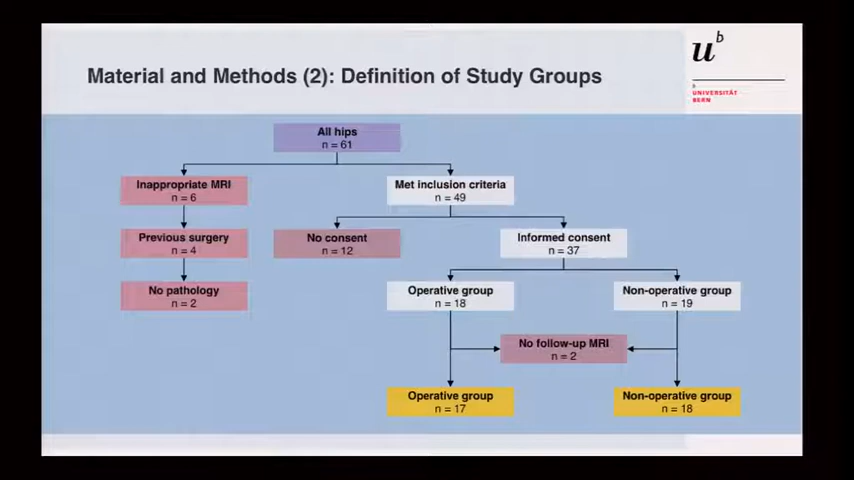 Material and Methods (2): Definition of Study Groups
u^b
b
UNIVERSITÄT
BERN
All hips
n = 61
Inappropriate MRI
n = 6
Met inclusion criteria
n = 49
Previous surgery
n = 4
No consent
n = 12
Informed consent
n = 37
No pathology
n = 2
Operative group
n = 18
Non-operative group
n = 19
No follow-up MRI
n = 2
Operative group
n = 17
Non-operative group
n = 18